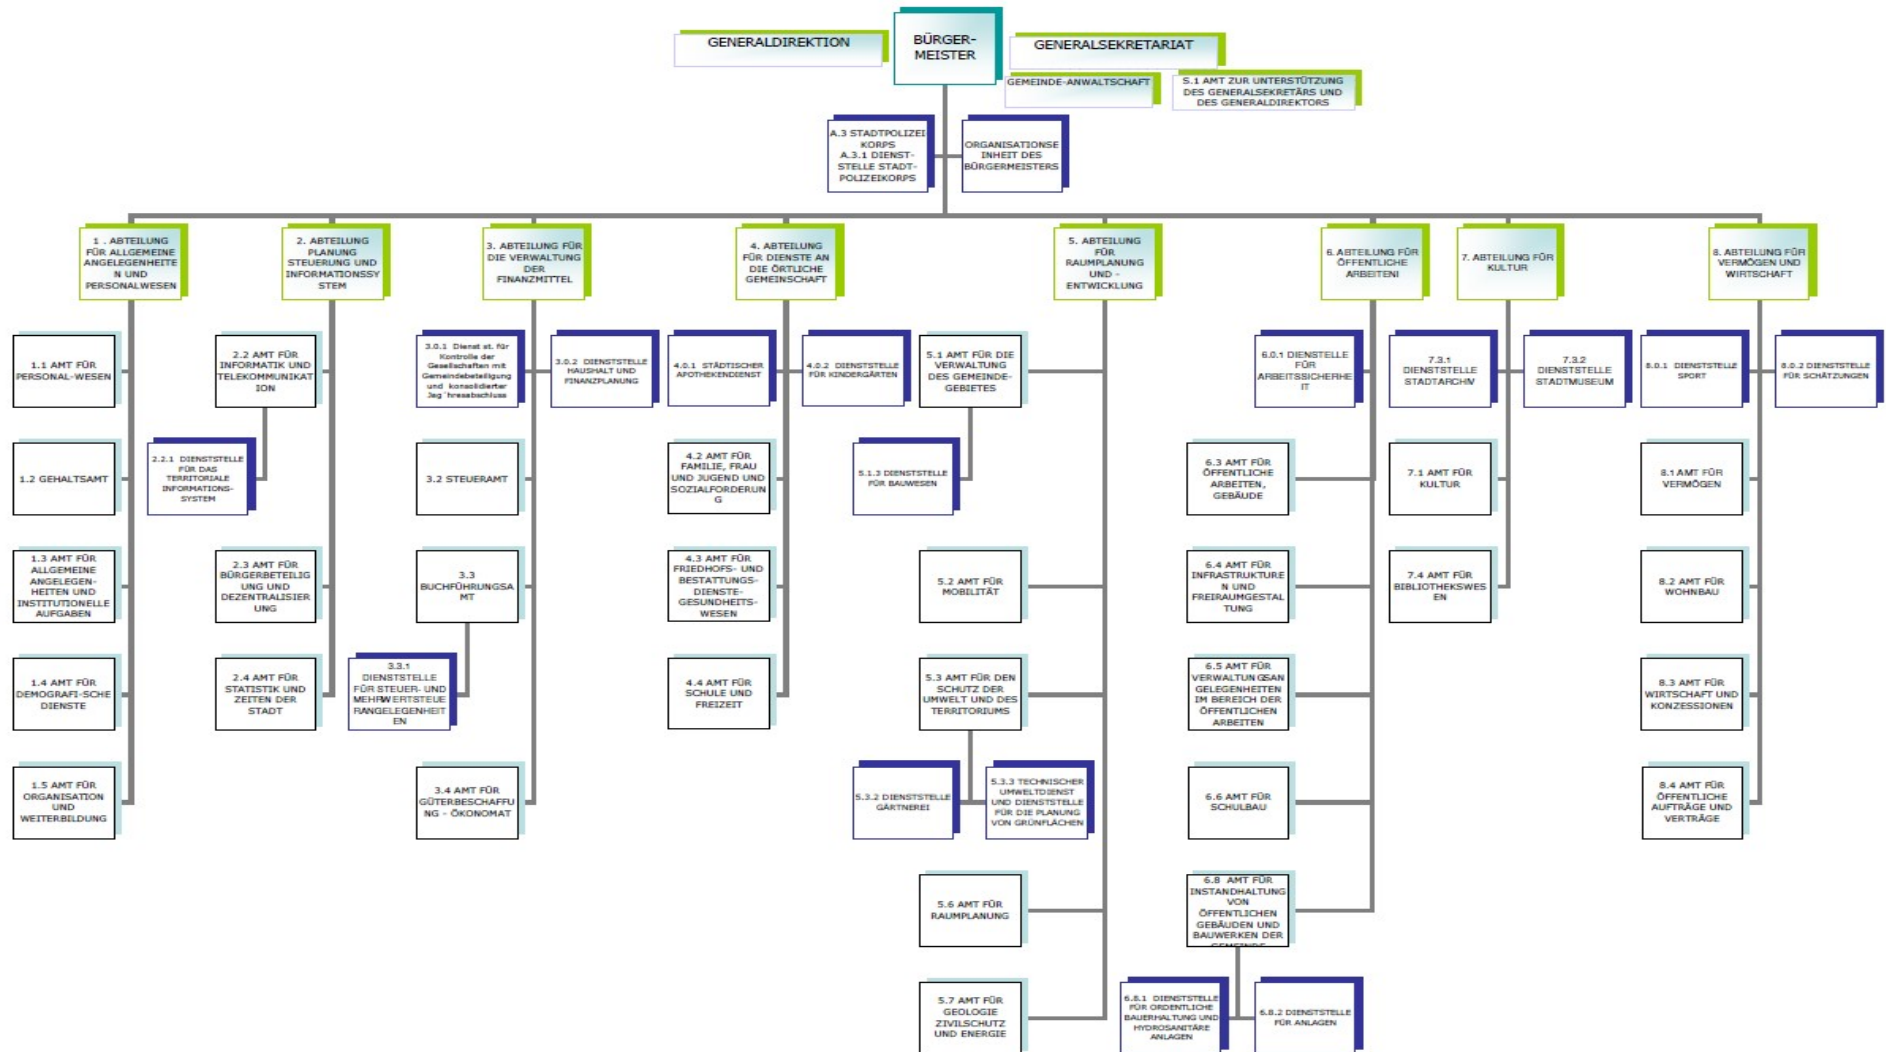 GENERALDIREKTION
BÜRGER-
MEISTER
GENERALSEKRETARIAT
GEMEINDE-ANWALTSCHAFT
S.1 AMT ZUR UNTERSTÜTZUNG
DES GENERALSEKRETÄRS UND
DES GENERALDIREKTORS
A.3 STADTPOLIZEI
KORPS
A.3.1 DIENST-
STELLE STADT-
POLIZEIKORPS
ORGANISATIONSE
INHEIT DES
BÜRGERMEISTERS
1 . ABTEILUNG
FÜR ALLGEMEINE
ANGELEGENHEITE
N UND
PERSONALWESEN
2. ABTEILUNG
PLANUNG
STEUERUNG UND
INFORMATIONSSY
STEM
3. ABTEILUNG FÜR
DIE VERWALTUNG
DER
FINANZMITTEL
4. ABTEILUNG
FÜR DIENSTE AN
DIE ÖRTLICHE
GEMEINSCHAFT
5. ABTEILUNG
FÜR
RAUMPLANUNG
UND -
ENTWICKLUNG
6. ABTEILUNG FÜR
ÖFFENTLICHE
ARBEITENI
7. ABTEILUNG FÜR
KULTUR
8. ABTEILUNG FÜR
VERMÖGEN UND
WIRTSCHAFT
1.1 AMT FÜR
PERSONAL-WESEN
2.2 AMT FÜR
INFORMATIK UND
TELEKOMMUNIKAT
ION
3.0.1 Dienst st. für
Kontrolle der
Gesellschaften mit
Gemeindebeteiligung
und konsolidierter
Jag´hresabschluss
3.0.2 DIENSTSTELLE
HAUSHALT UND
FINANZPLANUNG
4.0.1 STÄDTISCHER
APOTHEKENDIENST
4.0.2 DIENSTSTELLE
FÜR KINDERGÄRTEN
5.1 AMT FÜR DIE
VERWALTUNG
DES GEMEINDE-
GEBIETES
6.0.1 DIENSTELLE
FÜR
ARBEITSSICHERHE
IT
7.3.1
DIENSTSTELLE
STADTARCHIV
7.3.2
DIENSTSTELLE
STADTMUSEUM
8.0.1 DIENSTSTELLE
SPORT
8.0.2 DIENSTSTELLE
FÜR SCHÄTZUNGEN
1.2 GEHALTSAMT
2.2.1 DIENSTSTELLE
FÜR DAS
TERRITORIALE
INFORMATIONS-
SYSTEM
3.2 STEUERAMT
4.2 AMT FÜR
FAMILIE, FRAU
UND JUGEND UND
SOZIALFORDERUN
G
5.1.3 DIENSTSTELLE
FÜR BAUWESEN
6.3 AMT FÜR
ÖFFENTLICHE
ARBEITEN,
GEBÄUDE
7.1 AMT FÜR
KULTUR
8.1 AMT FÜR
VERMÖGEN
1.3 AMT FÜR
ALLGEMEINE
ANGELEGEN-
HEITEN UND
INSTITUTIONELLE
AUFGABEN
2.3 AMT FÜR
BÜRGERBETEILIG
UNG UND
DEZENTRALISIER
UNG
3.3
BUCHFÜHRUNGSA
MT
4.3 AMT FÜR
FRIEDHOFS- UND
BESTATTUNGS-
DIENSTE-
GESUNDHEITS-
WESEN
5.2 AMT FÜR
MOBILITÄT
6.4 AMT FÜR
INFRASTRUKTURE
N UND
FREIRAUMGESTAL
TUNG
7.4 AMT FÜR
BIBLIOTHEKSWES
EN
8.2 AMT FÜR
WOHNBAU
1.4 AMT FÜR
DEMOGRAFI-SCHE
DIENSTE
2.4 AMT FÜR
STATISTIK UND
ZEITEN DER
STADT
3.3.1
DIENSTSTELLE
FÜR STEUER- UND
MEHRWERTSTEUE
RANGELEGENHEIT
EN
4.4 AMT FÜR
SCHULE UND
FREIZEIT
5.3 AMT FÜR DEN
SCHUTZ DER
UMWELT UND DES
TERRITORIUMS
6.5 AMT FÜR
VERWALTUNGSAN
GELEGENHEITEN
IM BEREICH DER
ÖFFENTLICHEN
ARBEITEN
8.3 AMT FÜR
WIRTSCHAFT UND
KONZESSIONEN
1.5 AMT FÜR
ORGANISATION
UND
WEITERBILDUNG
3.4 AMT FÜR
GÜTERBESCHAFFU
NG - ÖKONOMAT
5.3.2 DIENSTSTELLE
GÄRTNEREI
5.3.3 TECHNISCHER
UMWELTDIENST
UND DIENSTSTELLE
FÜR DIE PLANUNG
VON GRÜNFLÄCHEN
6.6 AMT FÜR
SCHULBAU
8.4 AMT FÜR
ÖFFENTLICHE
AUFTRÄGE UND
VERTRÄGE
5.6 AMT FÜR
RAUMPLANUNG
6.8 AMT FÜR
INSTANDHALTUNG
VON
ÖFFENTLICHEN
GEBÄUDEN UND
BAUWERKEN DER
GEMEINDE
5.7 AMT FÜR
GEOLOGIE
ZIVILSCHUTZ
UND ENERGIE
6.8.1 DIENSTSTELLE
FÜR ORDENTLICHE
BAUERHALTUNG UND
HYDROSANITÄRE
ANLAGEN
6.8.2 DIENSTSTELLE
FÜR ANLAGEN